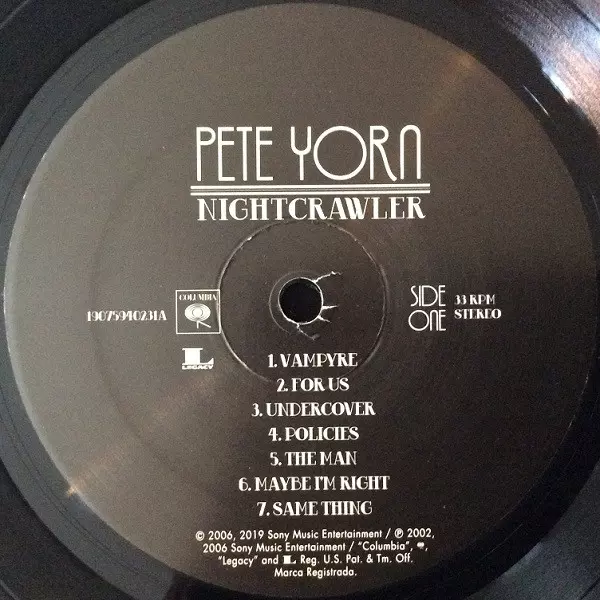 PETE YORN
NIGHTCRAWLER
19075940231A
COLUMBIA
L
LEGACY
SIDE ONE
33 RPM
STEREO
1. VAMPYRE
2. FOR US
3. UNDERCOVER
4. POLICIES
5. THE MAN
6. MAYBE I'M RIGHT
7. SAME THING
© 2006, 2019 Sony Music Entertainment / ℗ 2002,
2006 Sony Music Entertainment / "Columbia", ,
"Legacy" and L Reg. U.S. Pat. & Tm. Off.
Marca Registrada.